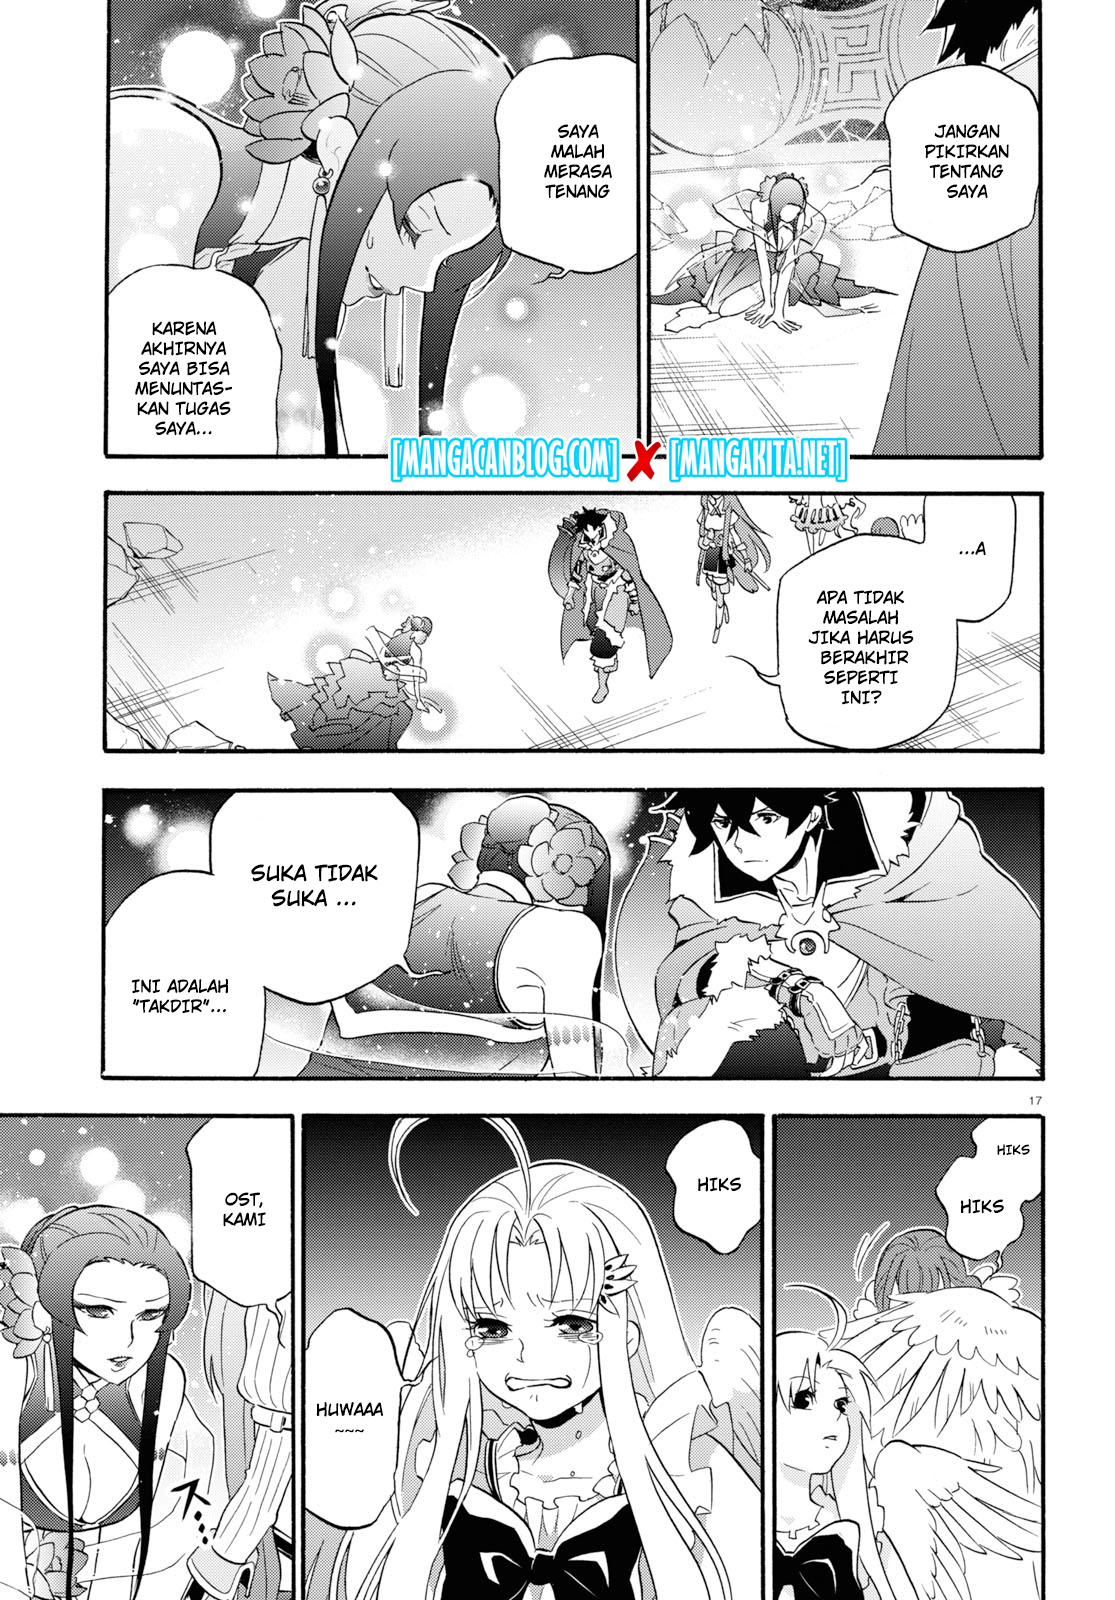 JANGAN
PIKIRKAN
TENTANG
SAYA
SAYA
MALAH
MERASA
TENANG
KARENA
AKHIRNYA
SAYA BISA
MENUNTAS-
KAN TUGAS
SAYA...
[MANGACANBLOG.COM] X [MANGAKITA.NET]
...A
APA TIDAK
MASALAH
JIKA HARUS
BERAKHIR
SEPERTI
INI?
SUKA TIDAK
SUKA ...
INI ADALAH
"TAKDIR"...
17
HIKS
HIKS
HIKS
HUWAAA
~~~
OST,
KAMI